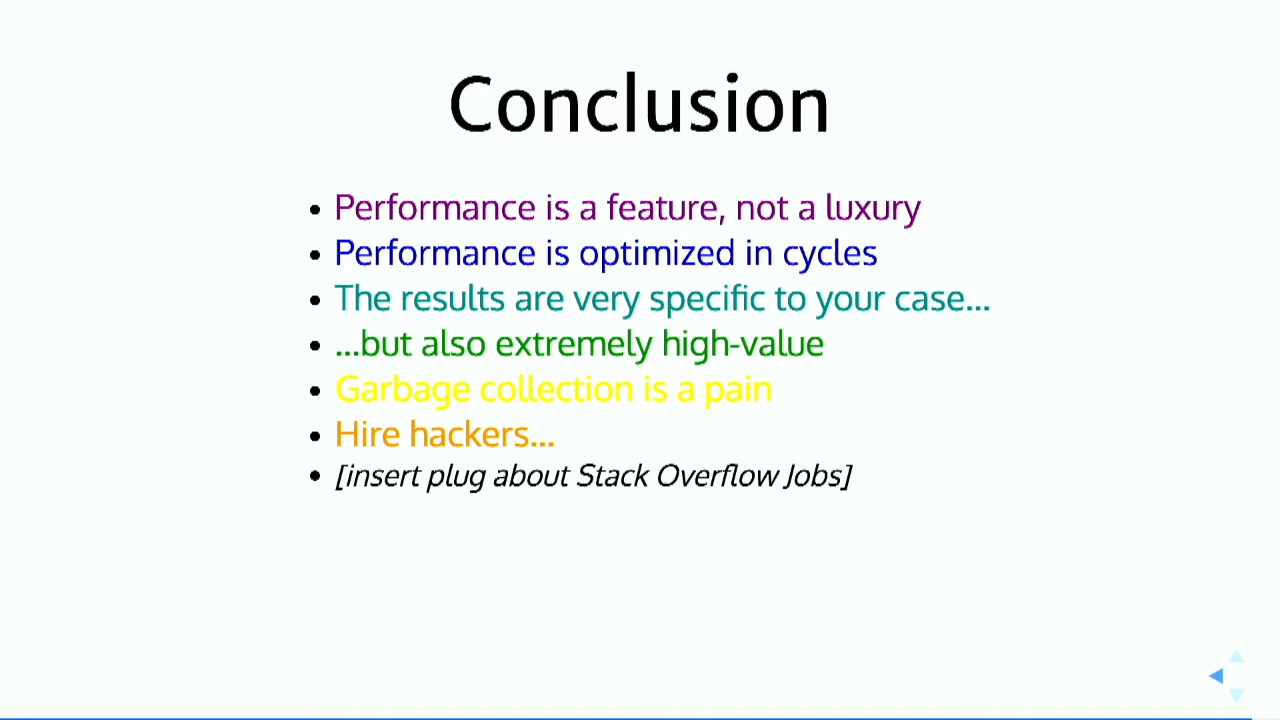 Conclusion
Performance is a feature, not a luxury
Performance is optimized in cycles
The results are very specific to your case...
...but also extremely high-value
Garbage collection is a pain
Hire hackers...
[insert plug about Stack Overflow Jobs]